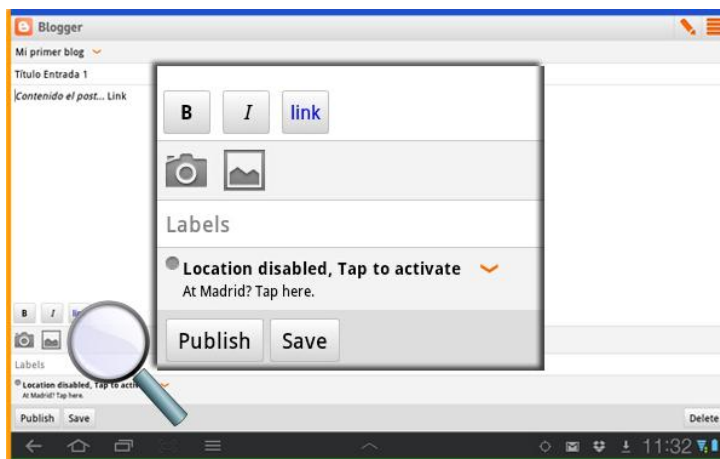 Blogger
Mi primer blog
Título Entrada 1
Contenido el post... Link
B I link
Labels
Location disabled, Tap to activate
At Madrid? Tap here.
Publish Save
B I
Labels
Location disabled, Tap to
At Madrid? Tap here.
Publish Save Delete
11:32